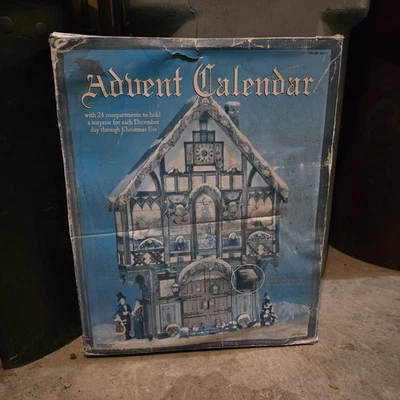 Advent Calendar
with 24 compartments to hold
a surprise for each December
day through Christmas Eve